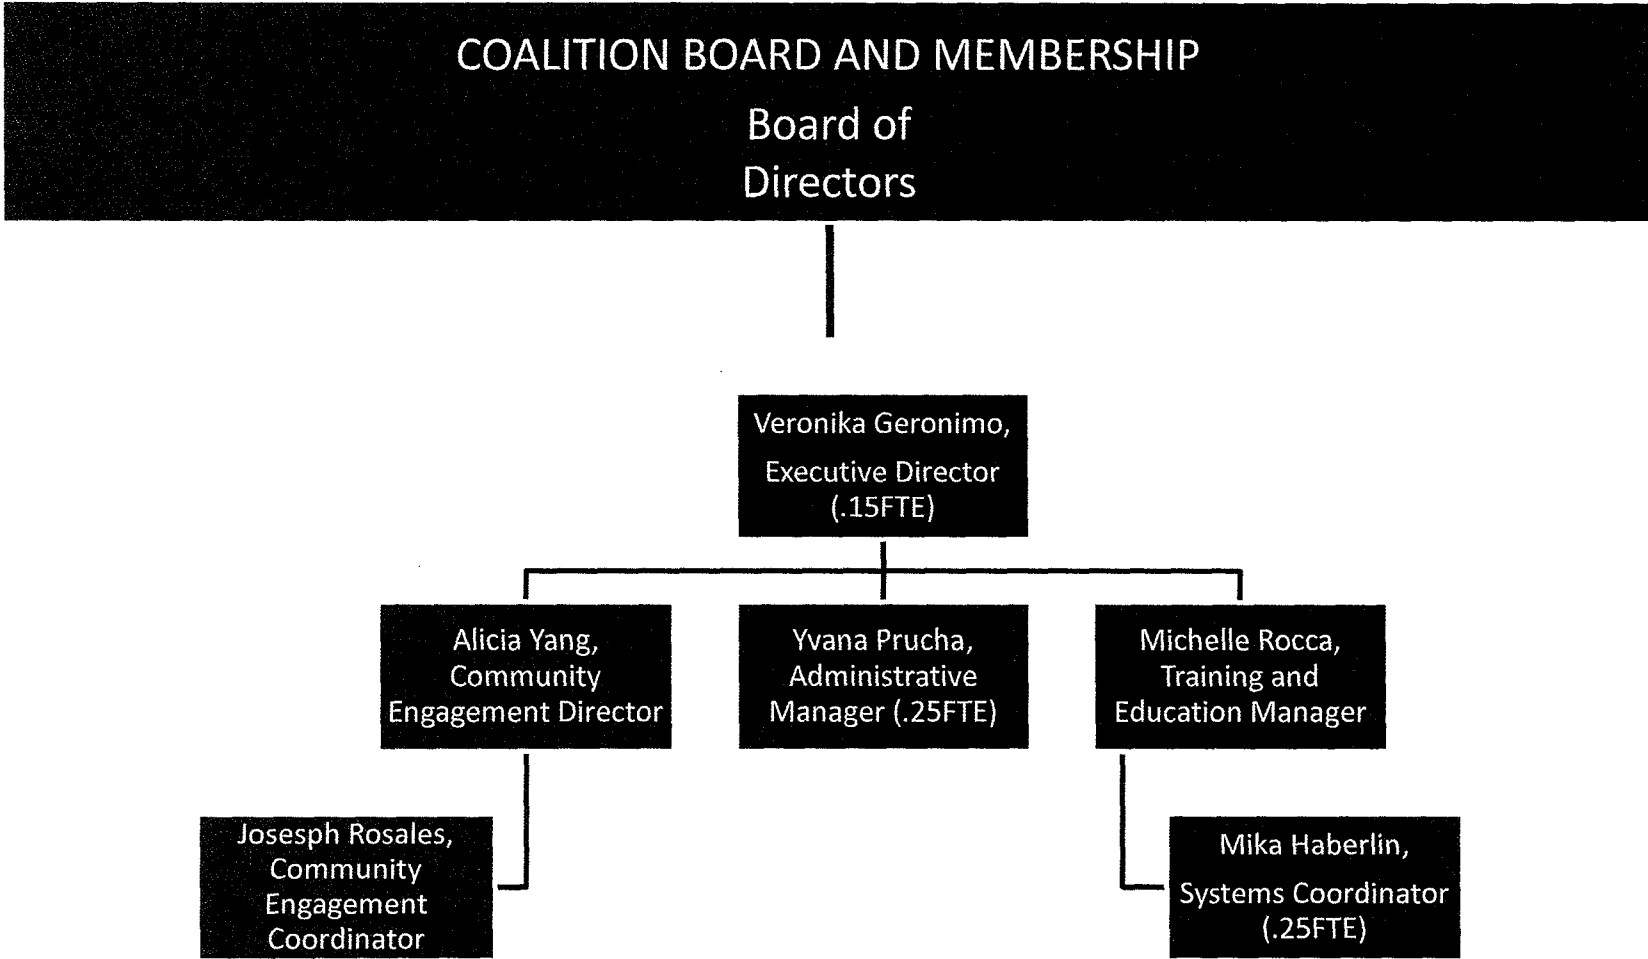 COALITION BOARD AND MEMBERSHIP
Board of
Directors
Veronika Geronimo,
Executive Director
(.15FTE)
Alicia Yang,
Community
Engagement Director
Yvana Prucha,
Administrative
Manager (.25FTE)
Michelle Rocca,
Training and
Education Manager
Josesph Rosales,
Community
Engagement
Coordinator
Mika Haberlin,
Systems Coordinator
(.25FTE)